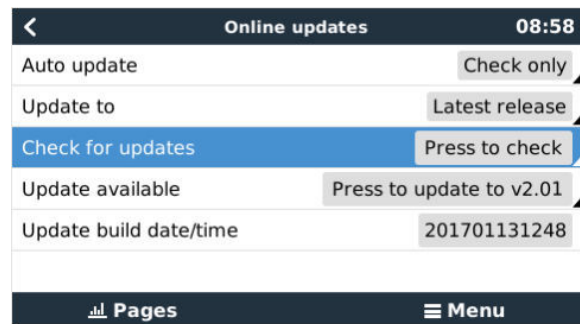 Online updates 08:58
Auto update Check only
Update to Latest release
Check for updates Press to check
Update available Press to update to v2.01
Update build date/time 201701131248
Pages Menu